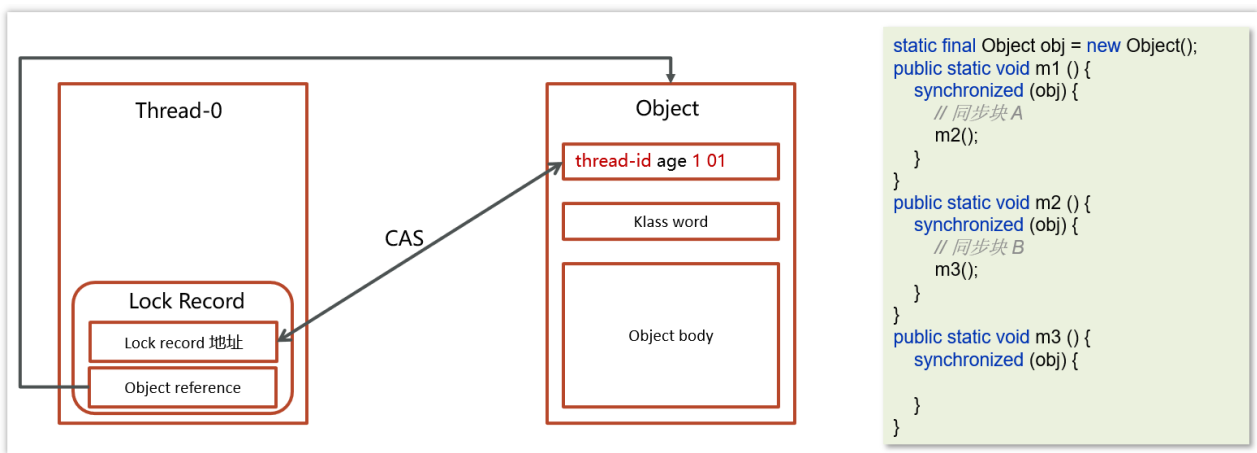 Thread-0
Lock Record
Lock record 地址
Object reference
CAS
Object
thread-id age 1 01
Klass word
Object body
static final Object obj = new Object();
public static void m1 () {
synchronized (obj) {
// 同步块 A
m2();
}
}
public static void m2 () {
synchronized (obj) {
// 同步块 B
m3();
}
}
public static void m3 () {
synchronized (obj) {
}
}